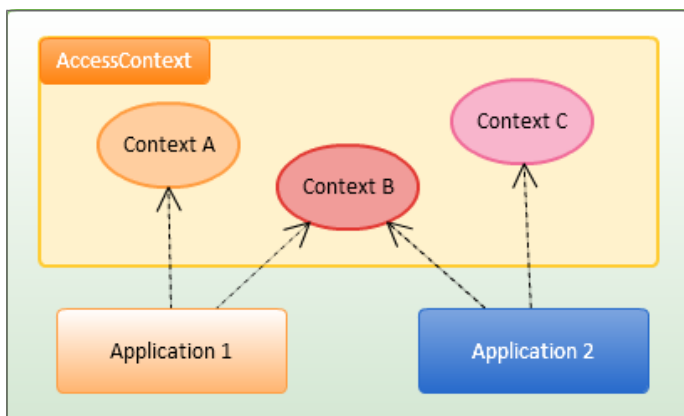 AccessContext
Context A
Context B
Context C
Application 1
Application 2